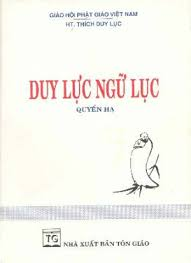 GIÁO HỘI PHẬT GIÁO VIỆT NAM
HT. THÍCH DUY LỰC
DUY LỰC NGỮ LỤC
QUYỂN HẠ
TG
NHÀ XUẤT BẢN TÔN GIÁO